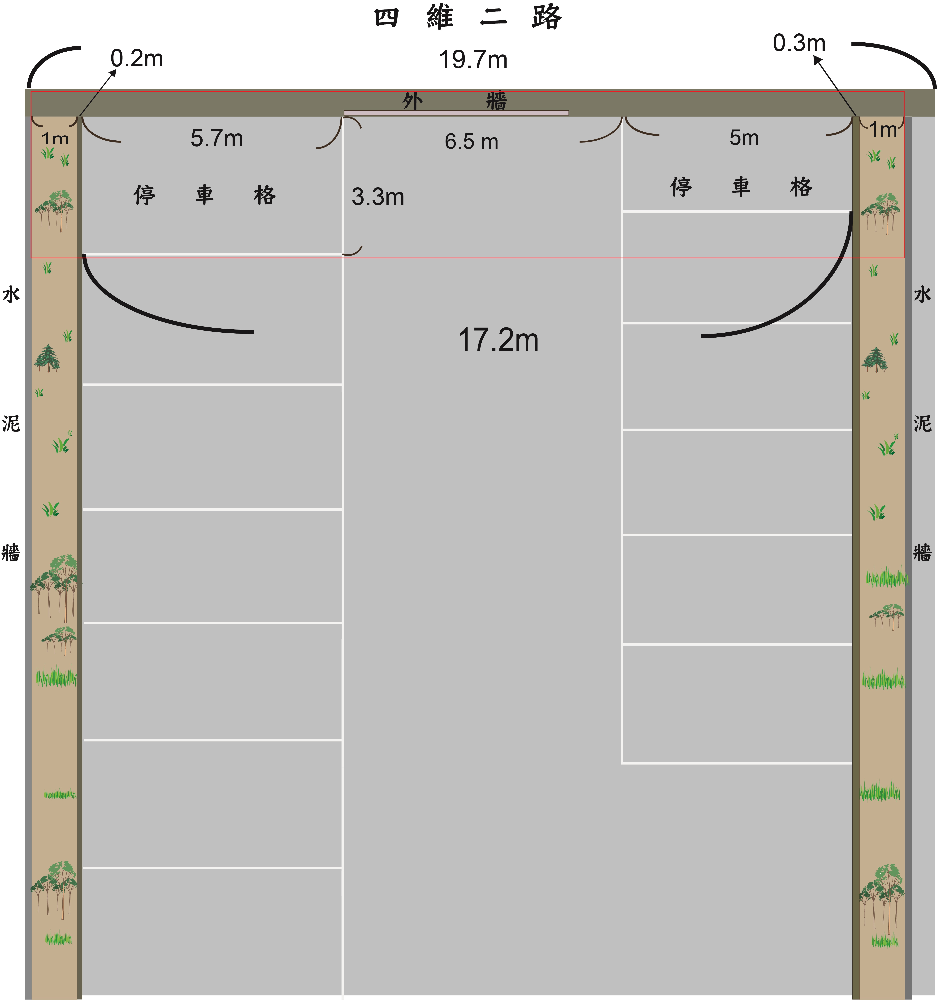 四維二路
0.2m
19.7m
0.3m
外牆
1m
5.7m
6.5 m
5m
1m
停車格
3.3m
停車格
17.2m
水泥牆
水泥牆